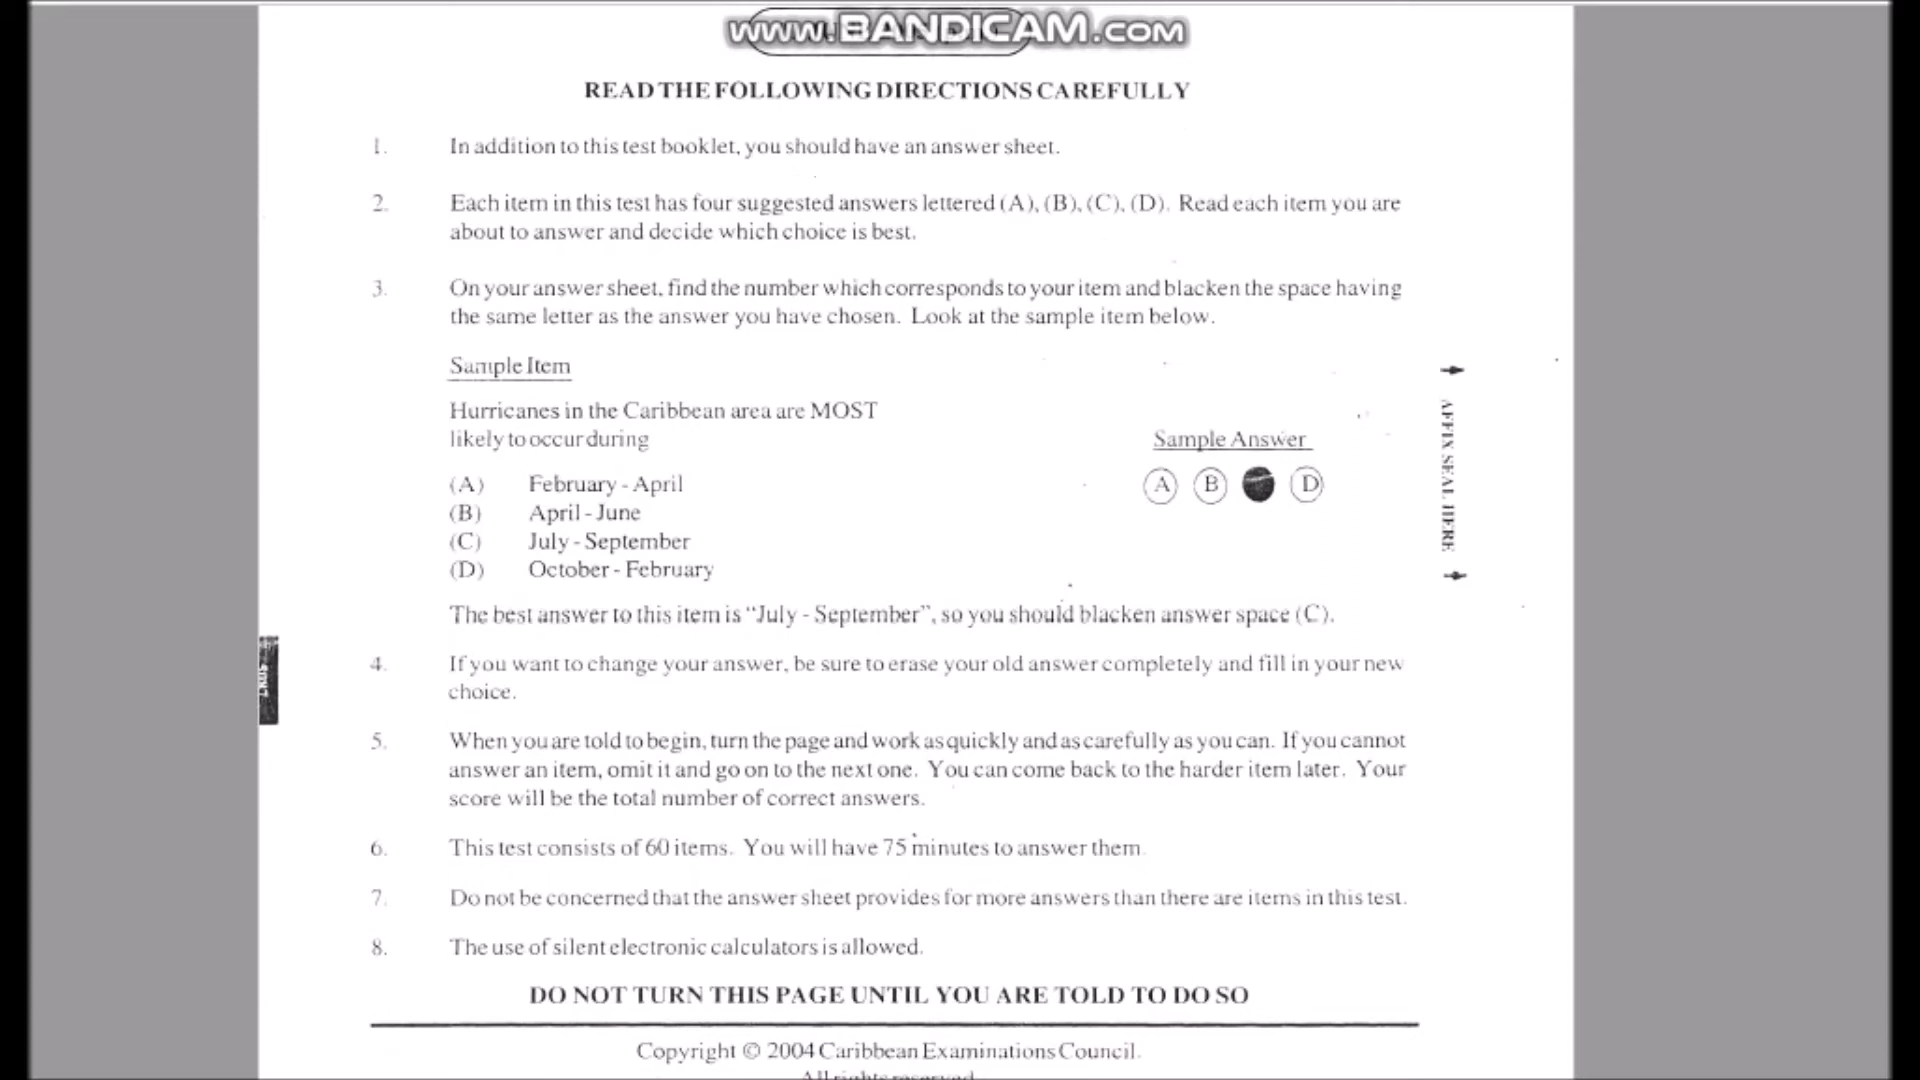 www.BANDICAM.com
READ THE FOLLOWING DIRECTIONS CAREFULLY
1. In addition to this test booklet, you should have an answer sheet.
2. Each item in this test has four suggested answers lettered (A), (B), (C), (D). Read each item you are
about to answer and decide which choice is best.
3. On your answer sheet, find the number which corresponds to your item and blacken the space having
the same letter as the answer you have chosen. Look at the sample item below.
Sample Item
Hurricanes in the Caribbean area are MOST
likely to occur during
Sample Answer
(A) February - April
A B D
(B) April - June
(C) July - September
(D) October - February
AFFIX SEAL HERE
The best answer to this item is "July - September", so you should blacken answer space (C).
4. If you want to change your answer, be sure to erase your old answer completely and fill in your new
choice.
5. When you are told to begin, turn the page and work as quickly and as carefully as you can. If you cannot
answer an item, omit it and go on to the next one. You can come back to the harder item later. Your
score will be the total number of correct answers.
6. This test consists of 60 items. You will have 75 minutes to answer them.
7. Do not be concerned that the answer sheet provides for more answers than there are items in this test.
8. The use of silent electronic calculators is allowed.
DO NOT TURN THIS PAGE UNTIL YOU ARE TOLD TO DO SO
Copyright © 2004 Caribbean Examinations Council.
All rights reserved.